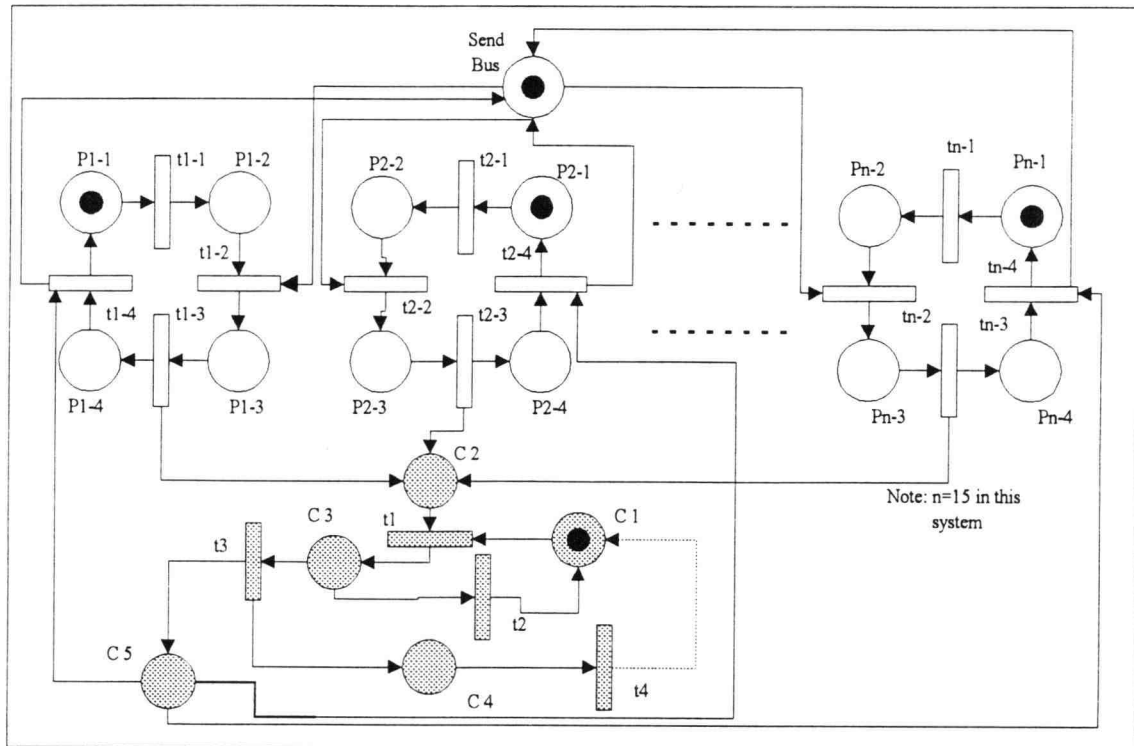 Send
Bus
P1-1
t1-1
P1-2
P2-2
t2-1
P2-1
Pn-2
tn-1
Pn-1
t1-2
t2-4
tn-4
t1-4
t1-3
t2-2
t2-3
tn-2
tn-3
P1-4
P1-3
P2-3
P2-4
Pn-3
Pn-4
C 2
Note: n=15 in this
system
C 3
t1
C 1
t3
t2
C 5
C 4
t4